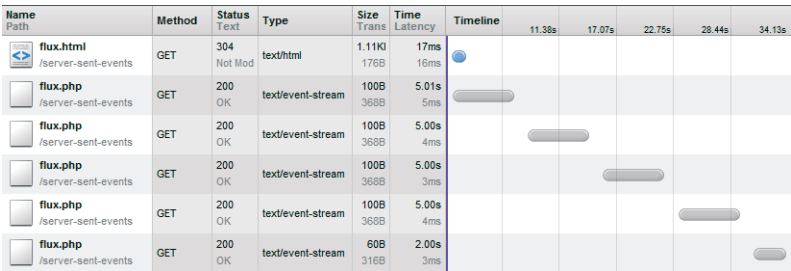 Name Method Status Type Size Time Timeline
Path Text Trans Latency 11.38s 17.07s 22.75s 28.44s 34.13s
flux.html GET 304 text/html 1.11KI 17ms
/server-sent-events Not Mod 176B 16ms
flux.php GET 200 text/event-stream 100B 5.01s
/server-sent-events OK 368B 5ms
flux.php GET 200 text/event-stream 100B 5.00s
/server-sent-events OK 368B 4ms
flux.php GET 200 text/event-stream 100B 5.00s
/server-sent-events OK 368B 3ms
flux.php GET 200 text/event-stream 100B 5.00s
/server-sent-events OK 368B 4ms
flux.php GET 200 text/event-stream 60B 2.00s
/server-sent-events OK 316B 3ms